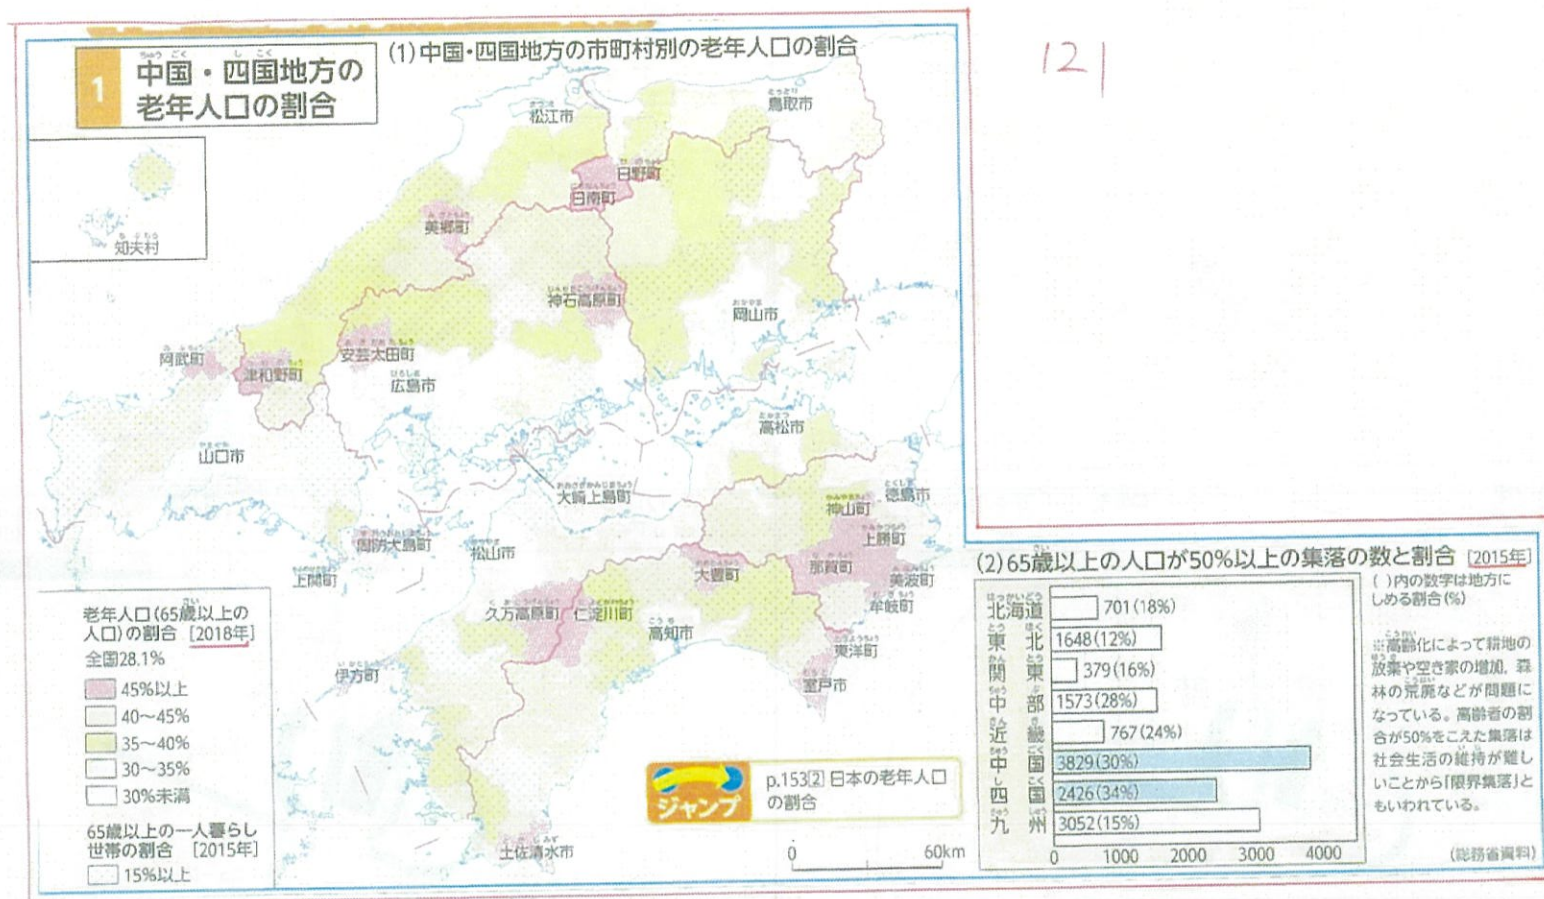 121
1
中国・四国地方の
老年人口の割合
(1)中国・四国地方の市町村別の老年人口の割合
松江市
鳥取市
日野町
日南町
美郷町
知夫村
神石高原町
岡山市
阿武町
津和野町
安芸太田町
広島市
高松市
山口市
大崎上島町
徳島市
神山町
上勝町
周防大島町
松山市
那賀町
大豊町
美波町
上関町
牟岐町
久万高原町
仁淀川町
高知市
東洋町
伊方町
室戸市
土佐清水市
老年人口(65歳以上の
人口)の割合 [2018年]
全国28.1%
45%以上
40〜45%
35〜40%
30〜35%
30%未満
65歳以上の一人暮らし
世帯の割合 [2015年]
15%以上
ジャンプ
p.153② 日本の老年人口
の割合
0 60km
(2)65歳以上の人口が50%以上の集落の数と割合 [2015年]
北海道 701(18%)
東北 1648(12%)
関東 379(16%)
中部 1573(28%)
近畿 767(24%)
中国 3829(30%)
四国 2426(34%)
九州 3052(15%)
0 1000 2000 3000 4000
( )内の数字は地方に
しめる割合(%)
※高齢化によって耕地の
放棄や空き家の増加，森
林の荒廃などが問題に
なっている。高齢者の割
合が50%をこえた集落は
社会生活の維持が難し
いことから「限界集落」と
もいわれている。
(総務省資料)